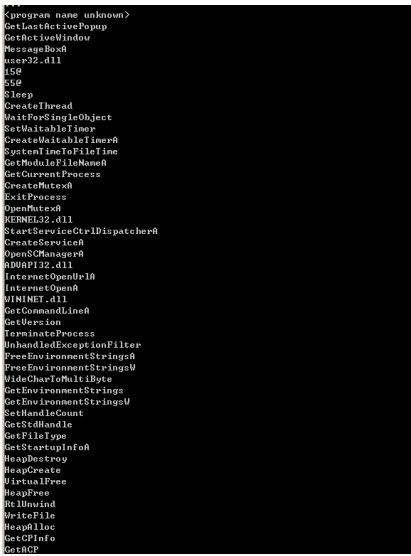 ...
<program name unknown>
GetLastActivePopup
GetActiveWindow
MessageBoxA
user32.dll
15@
55@
Sleep
CreateThread
WaitForSingleObject
SetWaitableTimer
CreateWaitableTimerA
SystemTimeToFileTime
GetModuleFileNameA
GetCurrentProcess
CreateMutexA
ExitProcess
OpenMutexA
KERNEL32.dll
StartServiceCtrlDispatcherA
CreateServiceA
OpenSCManagerA
ADVAPI32.dll
InternetOpenUrlA
InternetOpenA
WININET.dll
GetCommandLineA
GetVersion
TerminateProcess
UnhandledExceptionFilter
FreeEnvironmentStringsA
FreeEnvironmentStringsW
WideCharToMultiByte
GetEnvironmentStrings
GetEnvironmentStringsW
SetHandleCount
GetStdHandle
GetFileType
GetStartupInfoA
HeapDestroy
HeapCreate
VirtualFree
HeapFree
RtlUnwind
WriteFile
HeapAlloc
GetCPInfo
GetACP